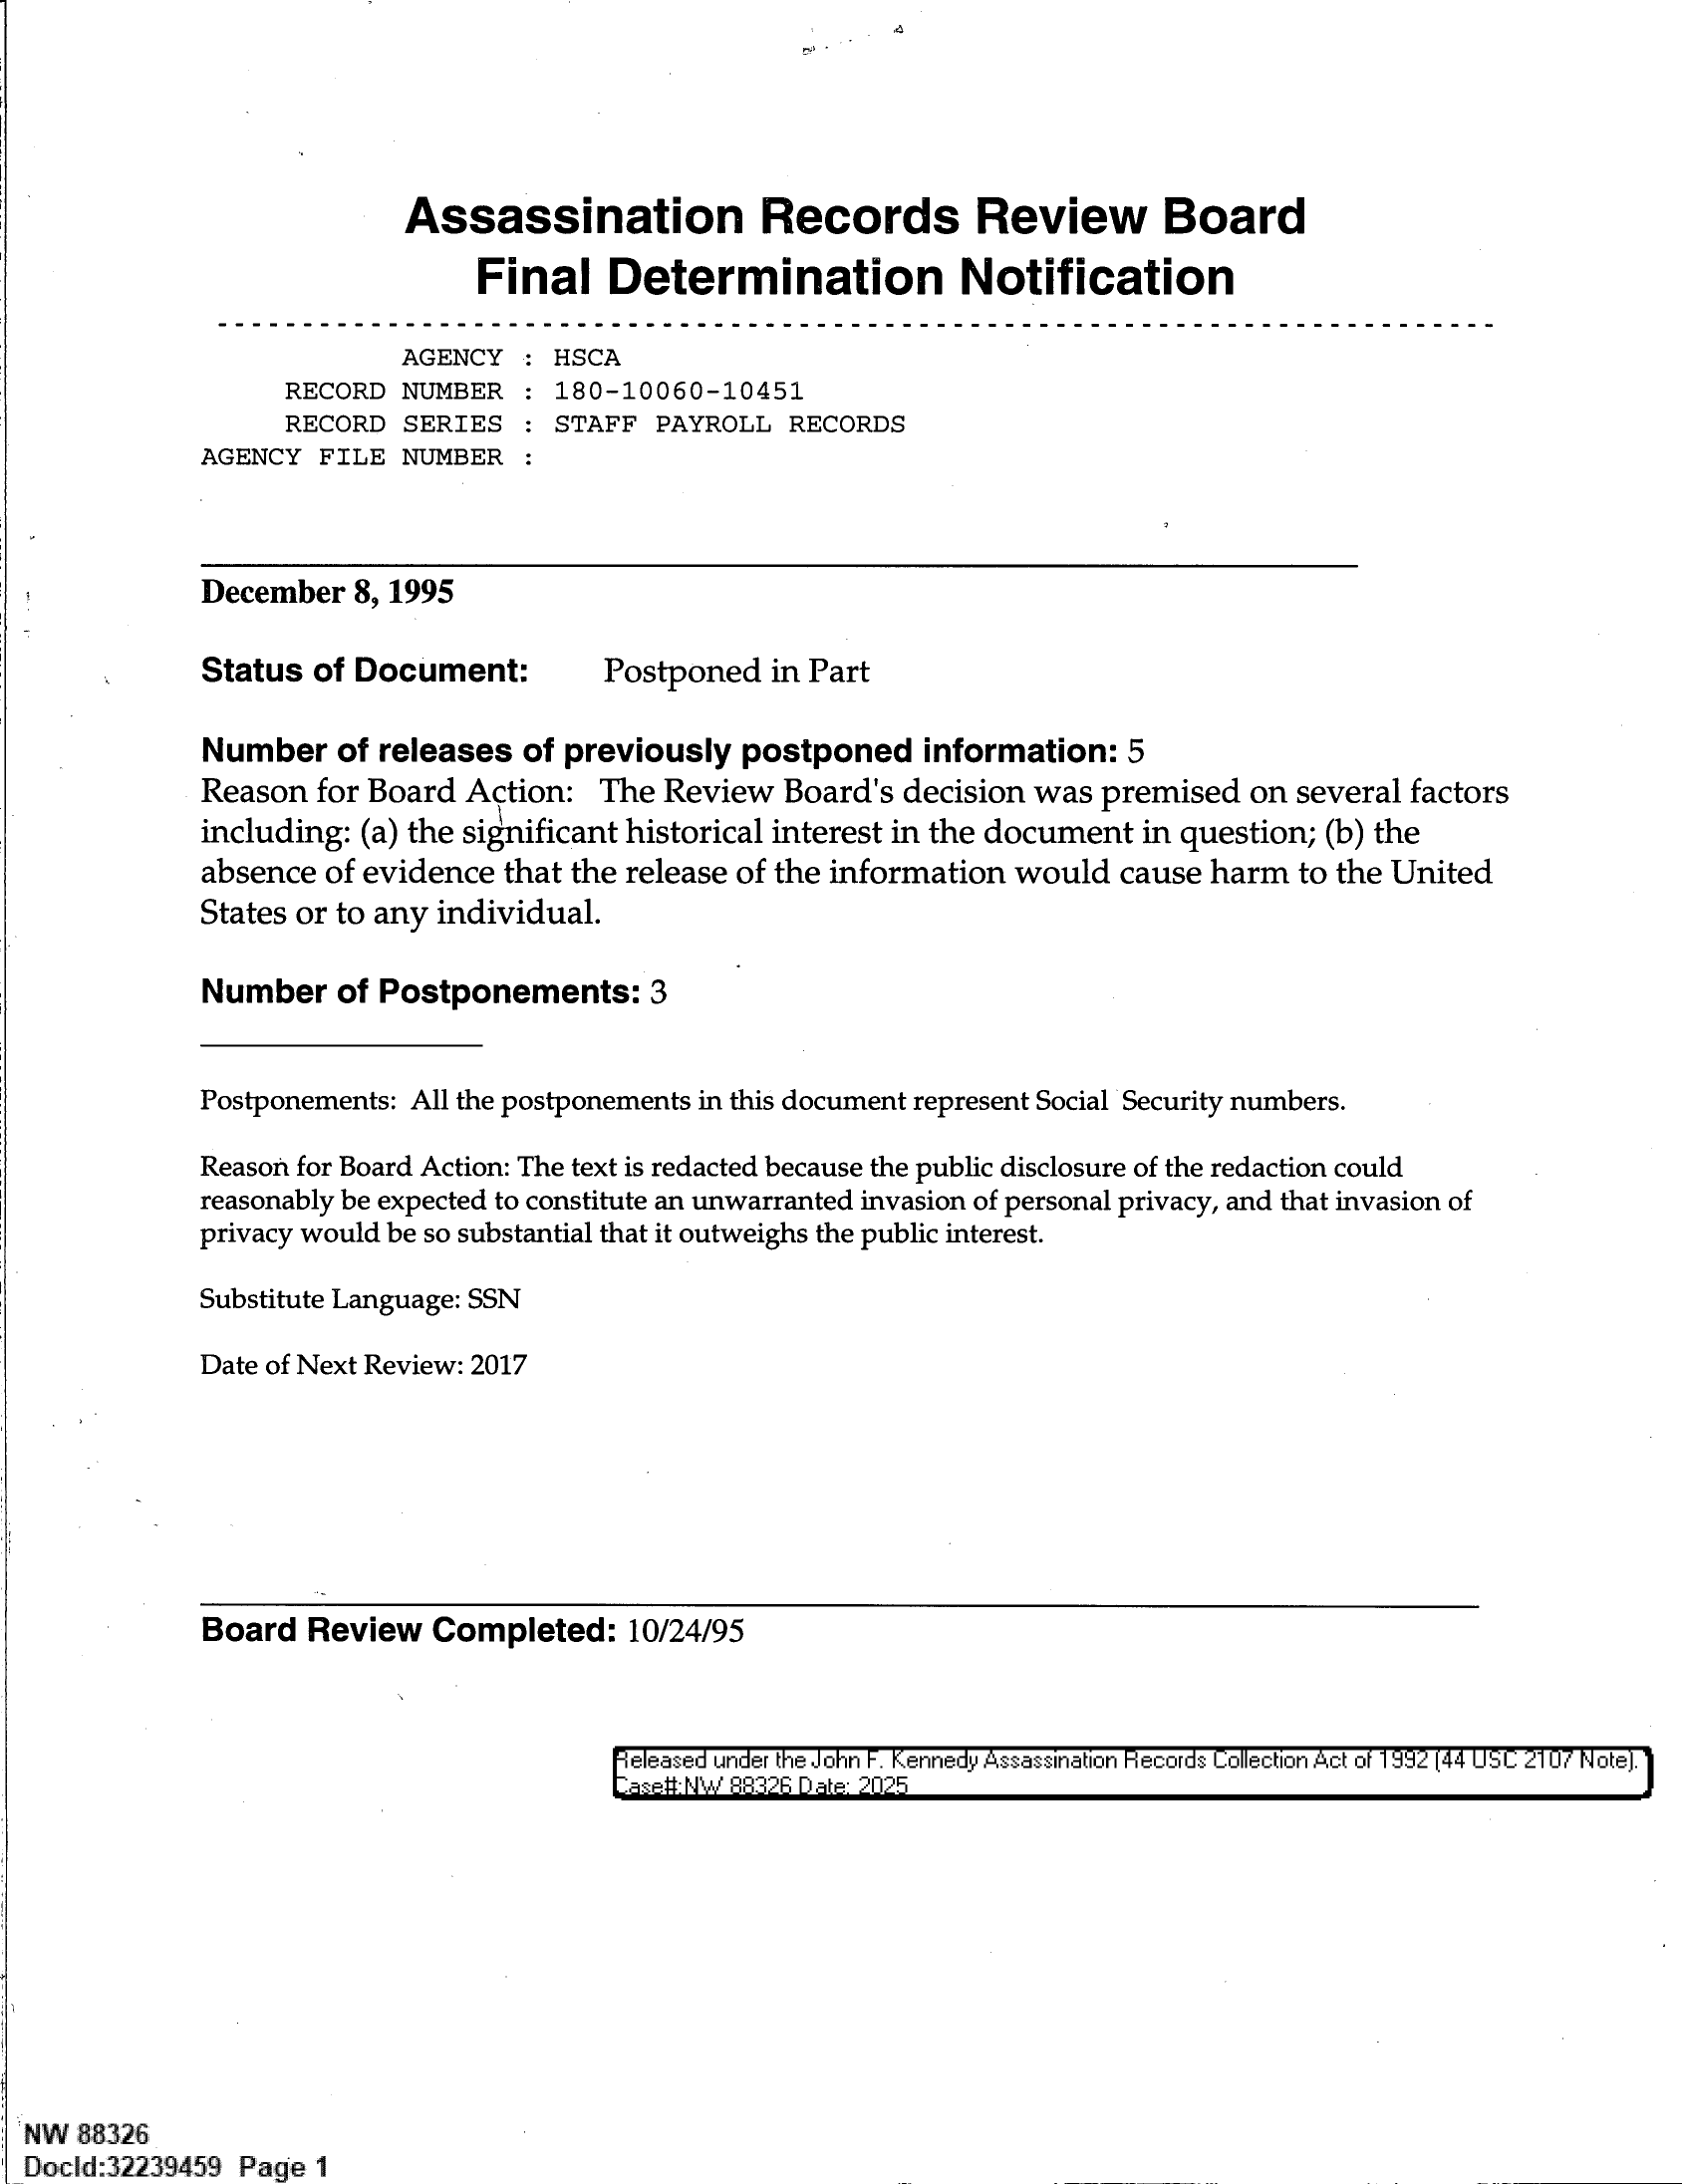 Assassination Records Review Board
Final Determination Notification
AGENCY : HSCA
RECORD NUMBER : 180-10060-10451
RECORD SERIES : STAFF PAYROLL RECORDS
AGENCY FILE NUMBER :
December 8, 1995
Status of Document: Postponed in Part
Number of releases of previously postponed information: 5
Reason for Board Action: The Review Board's decision was premised on several factors
including: (a) the significant historical interest in the document in question; (b) the
absence of evidence that the release of the information would cause harm to the United
States or to any individual.
Number of Postponements: 3
Postponements: All the postponements in this document represent Social Security numbers.
Reason for Board Action: The text is redacted because the public disclosure of the redaction could
reasonably be expected to constitute an unwarranted invasion of personal privacy, and that invasion of
privacy would be so substantial that it outweighs the public interest.
Substitute Language: SSN
Date of Next Review: 2017
Board Review Completed: 10/24/95
Released under the John F. Kennedy Assassination Records Collection Act of 1992 (44 USC 2107 Note).
Case#:NW 88326 Date: 2025
NW 88326
DocId:32239459 Page 1